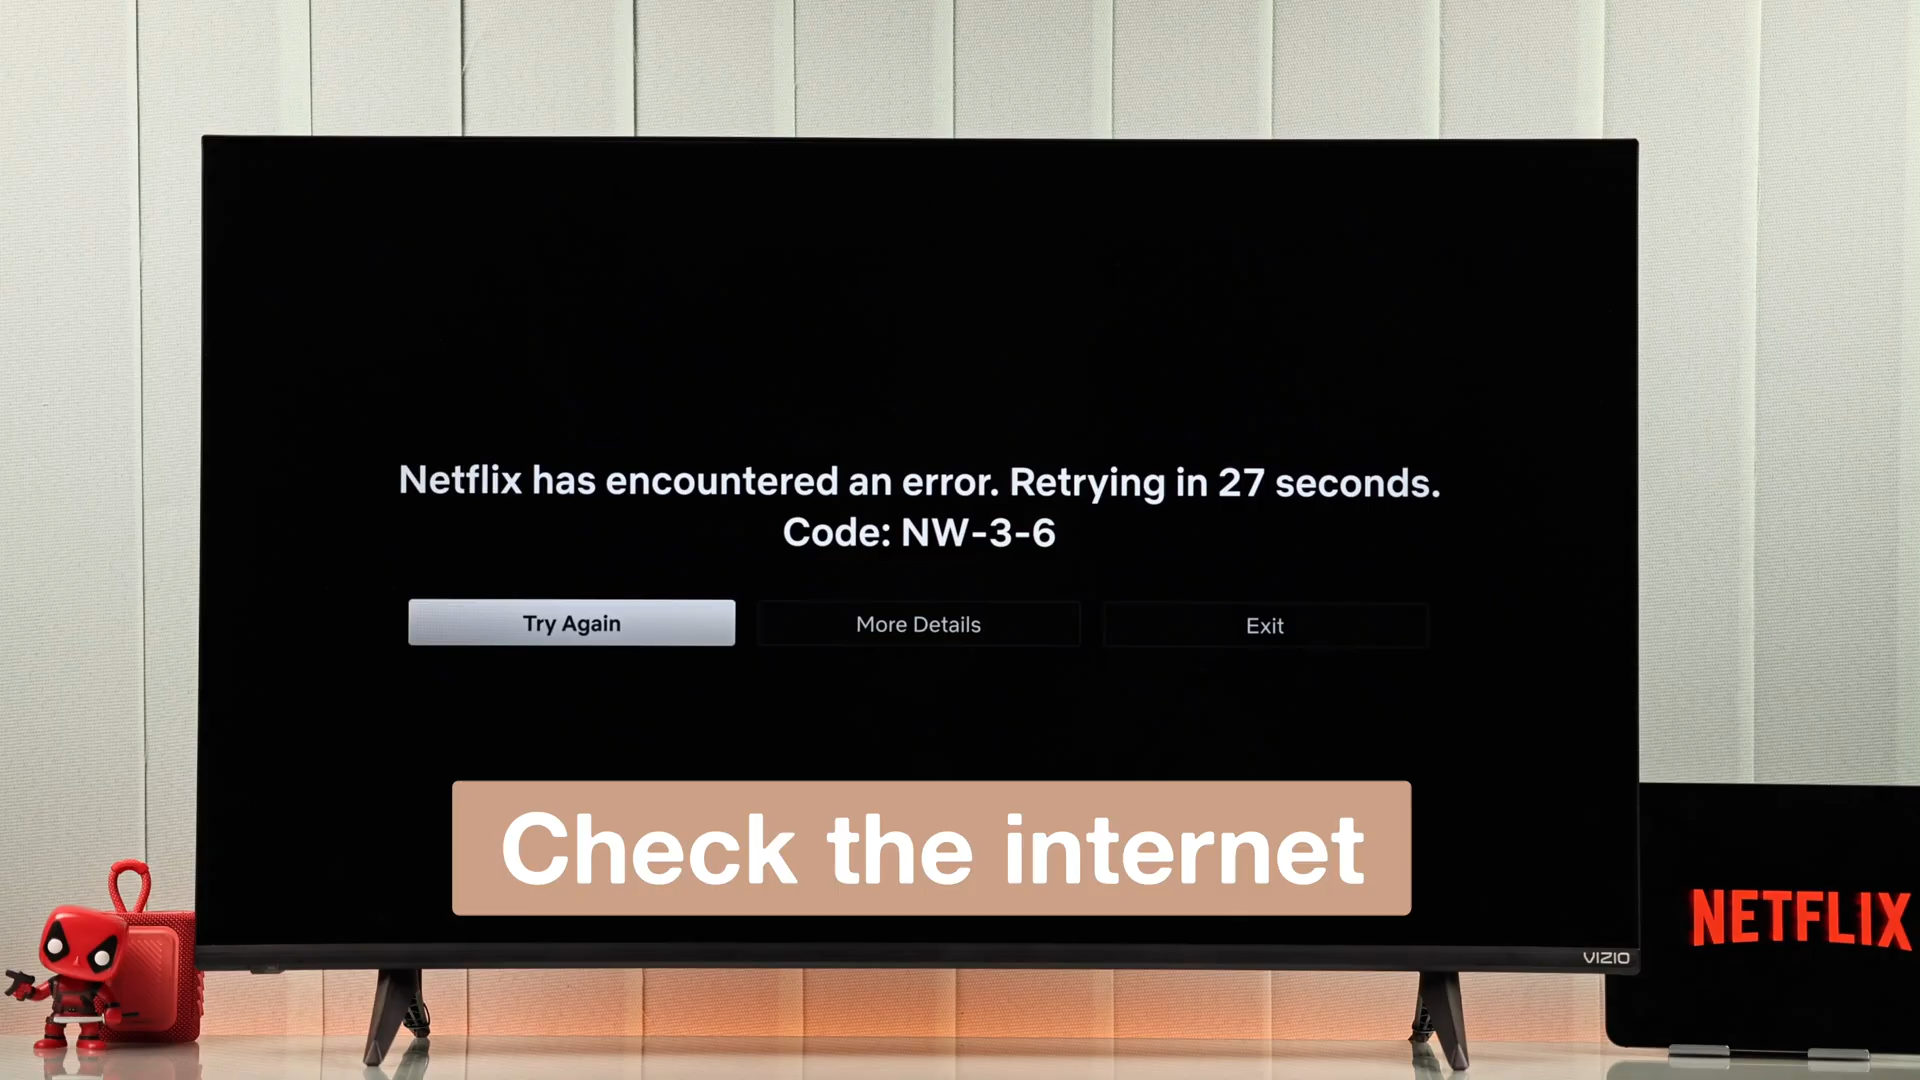 Netflix has encountered an error. Retrying in 27 seconds.
Code: NW-3-6
Try Again
More Details
Exit
Check the internet
VIZIO
NETFLIX